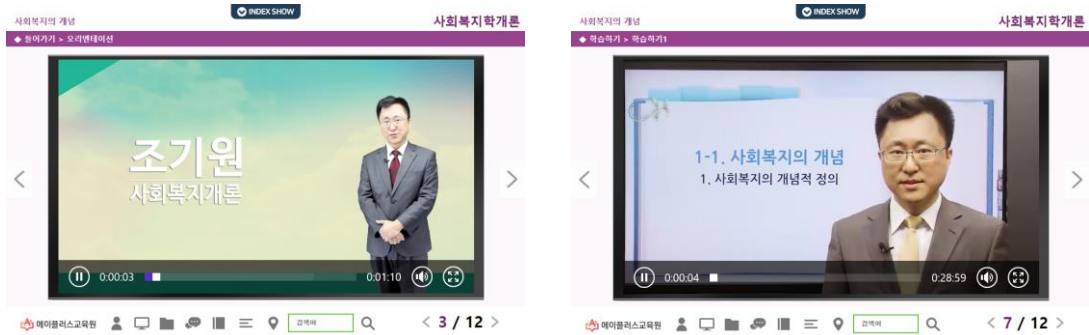 INDEX SHOW
사회복지의 개념
사회복지학개론
◆ 들어가기 > 오리엔테이션
조기원
사회복지개론
0:00:03
0:01:10
에이플러스교육원
검색어
< 3 / 12 >
INDEX SHOW
사회복지의 개념
사회복지학개론
◆ 학습하기 > 학습하기1
1-1. 사회복지의 개념
1. 사회복지의 개념적 정의
0:00:04
0:28:59
에이플러스교육원
검색어
< 7 / 12 >